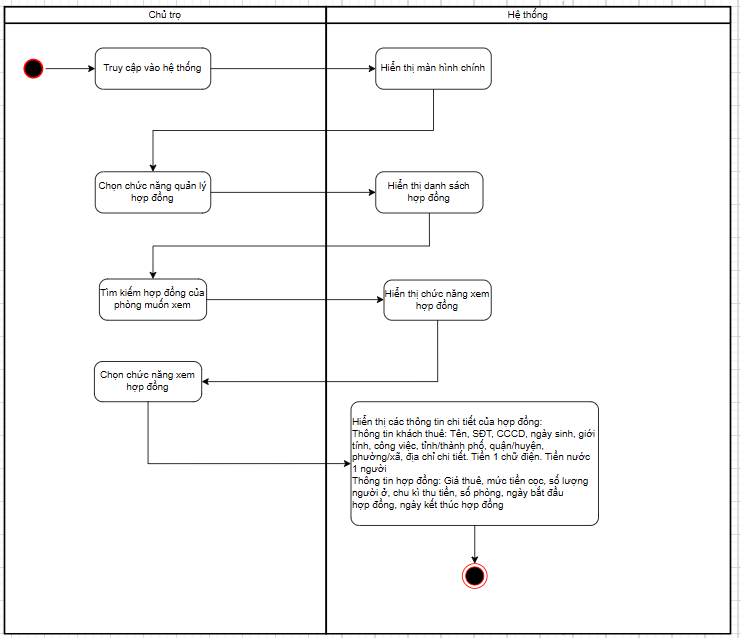 Chủ trọ
Hệ thống
Truy cập vào hệ thống
Hiển thị màn hình chính
Chọn chức năng quản lý
hợp đồng
Hiển thị danh sách
hợp đồng
Tìm kiếm hợp đồng của
phòng muốn xem
Hiển thị chức năng xem
hợp đồng
Chọn chức năng xem
hợp đồng
Hiển thị các thông tin chi tiết của hợp đồng:
Thông tin khách thuê: Tên, SĐT, CCCD, ngày sinh, giới
tính, công việc, tỉnh/thành phố, quận/huyện,
phường/xã, địa chỉ chi tiết. Tiền 1 chữ điện. Tiền nước
1 người
Thông tin hợp đồng: Giá thuê, mức tiền cọc, số lượng
người ở, chu kì thu tiền, số phòng, ngày bắt đầu
hợp đồng, ngày kết thúc hợp đồng